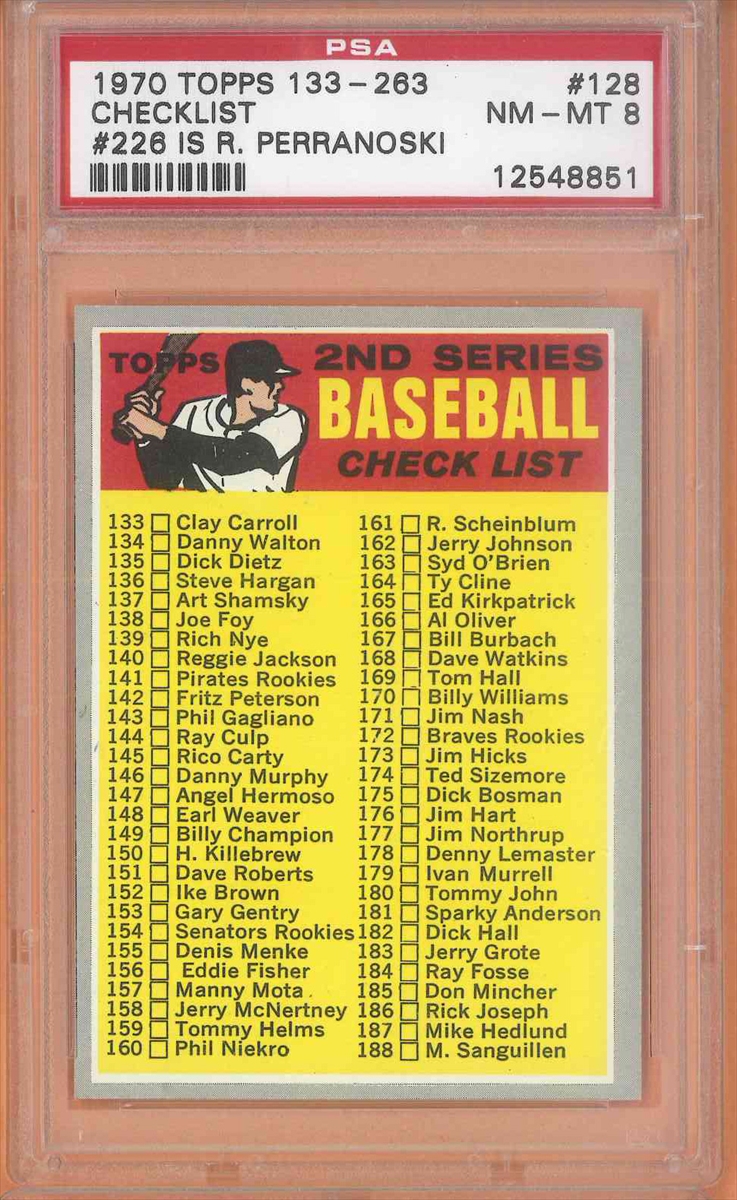 PSA
1970 TOPPS 133-263 #128
CHECKLIST NM-MT 8
#226 IS R. PERRANOSKI
12548851
TOPPS 2ND SERIES
BASEBALL
CHECK LIST
133 Clay Carroll
134 Danny Walton
135 Dick Dietz
136 Steve Hargan
137 Art Shamsky
138 Joe Foy
139 Rich Nye
140 Reggie Jackson
141 Pirates Rookies
142 Fritz Peterson
143 Phil Gagliano
144 Ray Culp
145 Rico Carty
146 Danny Murphy
147 Angel Hermoso
148 Earl Weaver
149 Billy Champion
150 H. Killebrew
151 Dave Roberts
152 Ike Brown
153 Gary Gentry
154 Senators Rookies
155 Denis Menke
156 Eddie Fisher
157 Manny Mota
158 Jerry McNertney
159 Tommy Helms
160 Phil Niekro
161 R. Scheinblum
162 Jerry Johnson
163 Syd O'Brien
164 Ty Cline
165 Ed Kirkpatrick
166 Al Oliver
167 Bill Burbach
168 Dave Watkins
169 Tom Hall
170 Billy Williams
171 Jim Nash
172 Braves Rookies
173 Jim Hicks
174 Ted Sizemore
175 Dick Bosman
176 Jim Hart
177 Jim Northrup
178 Denny Lemaster
179 Ivan Murrell
180 Tommy John
181 Sparky Anderson
182 Dick Hall
183 Jerry Grote
184 Ray Fosse
185 Don Mincher
186 Rick Joseph
187 Mike Hedlund
188 M. Sanguillen